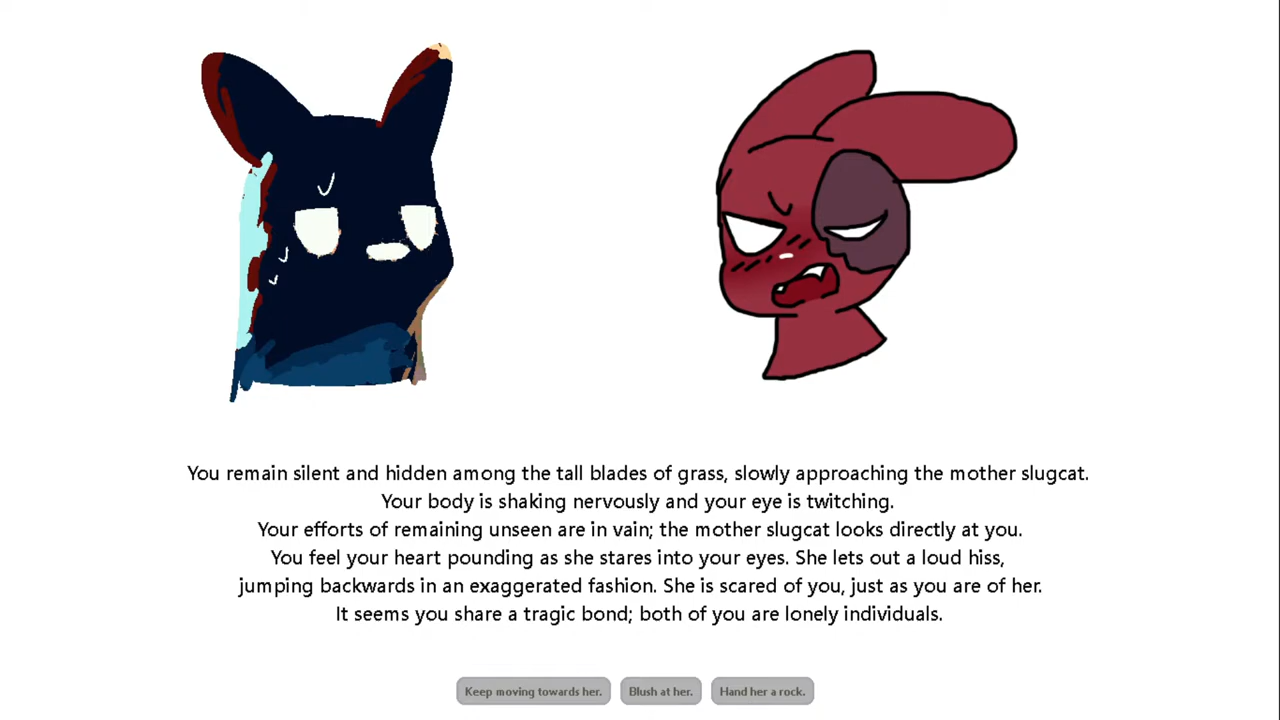 You remain silent and hidden among the tall blades of grass, slowly approaching the mother slugcat.
Your body is shaking nervously and your eye is twitching.
Your efforts of remaining unseen are in vain; the mother slugcat looks directly at you.
You feel your heart pounding as she stares into your eyes. She lets out a loud hiss,
jumping backwards in an exaggerated fashion. She is scared of you, just as you are of her.
It seems you share a tragic bond; both of you are lonely individuals.
Keep moving towards her.
Blush at her.
Hand her a rock.